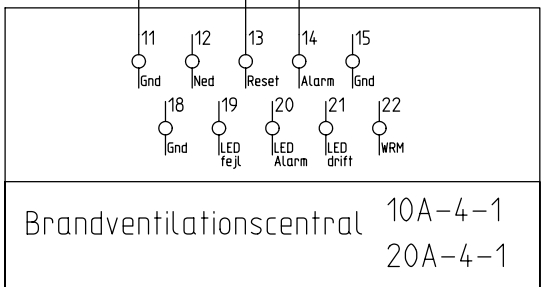 11 12 13 14 15
Gnd Ned Reset Alarm Gnd
18 19 20 21 22
Gnd LED LED LED WRM
fejl Alarm drift
Brandventilationscentral 10A-4-1
20A-4-1